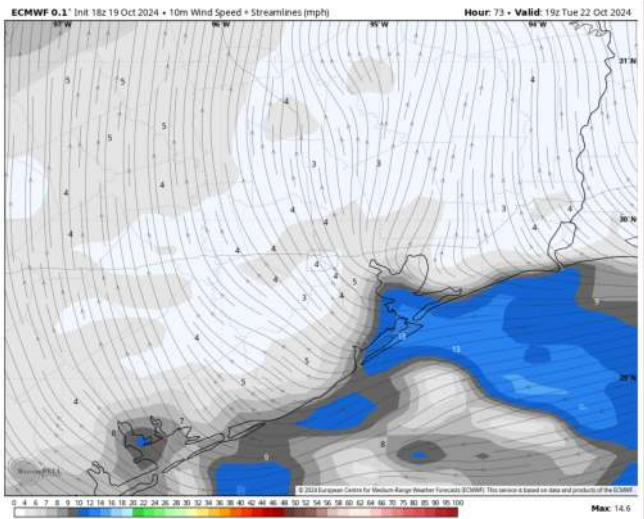 ECMWF 0.1° Init 18z 19 Oct 2024 • 10m Wind Speed + Streamlines (mph) Hour: 73 • Valid: 19z Tue 22 Oct 2024
97°W 96°W 95°W 94°W
31°N
5 5 4
4
5 5
3 3
4 4
4 3 4
4 4 4
4 4
4 4 5
3 4
9
4 13 13
5
29°N
5
4
7
8
8
9
© 2024 European Centre for Medium-Range Weather Forecasts (ECMWF). This service is based on data and products of the ECMWF.
0 4 5 6 7 8 9 10 12 14 16 18 20 22 24 26 28 30 32 34 36 38 40 42 44 46 48 50 52 54 56 58 60 65 70 75 80 85 90 95 100 Max: 14.6